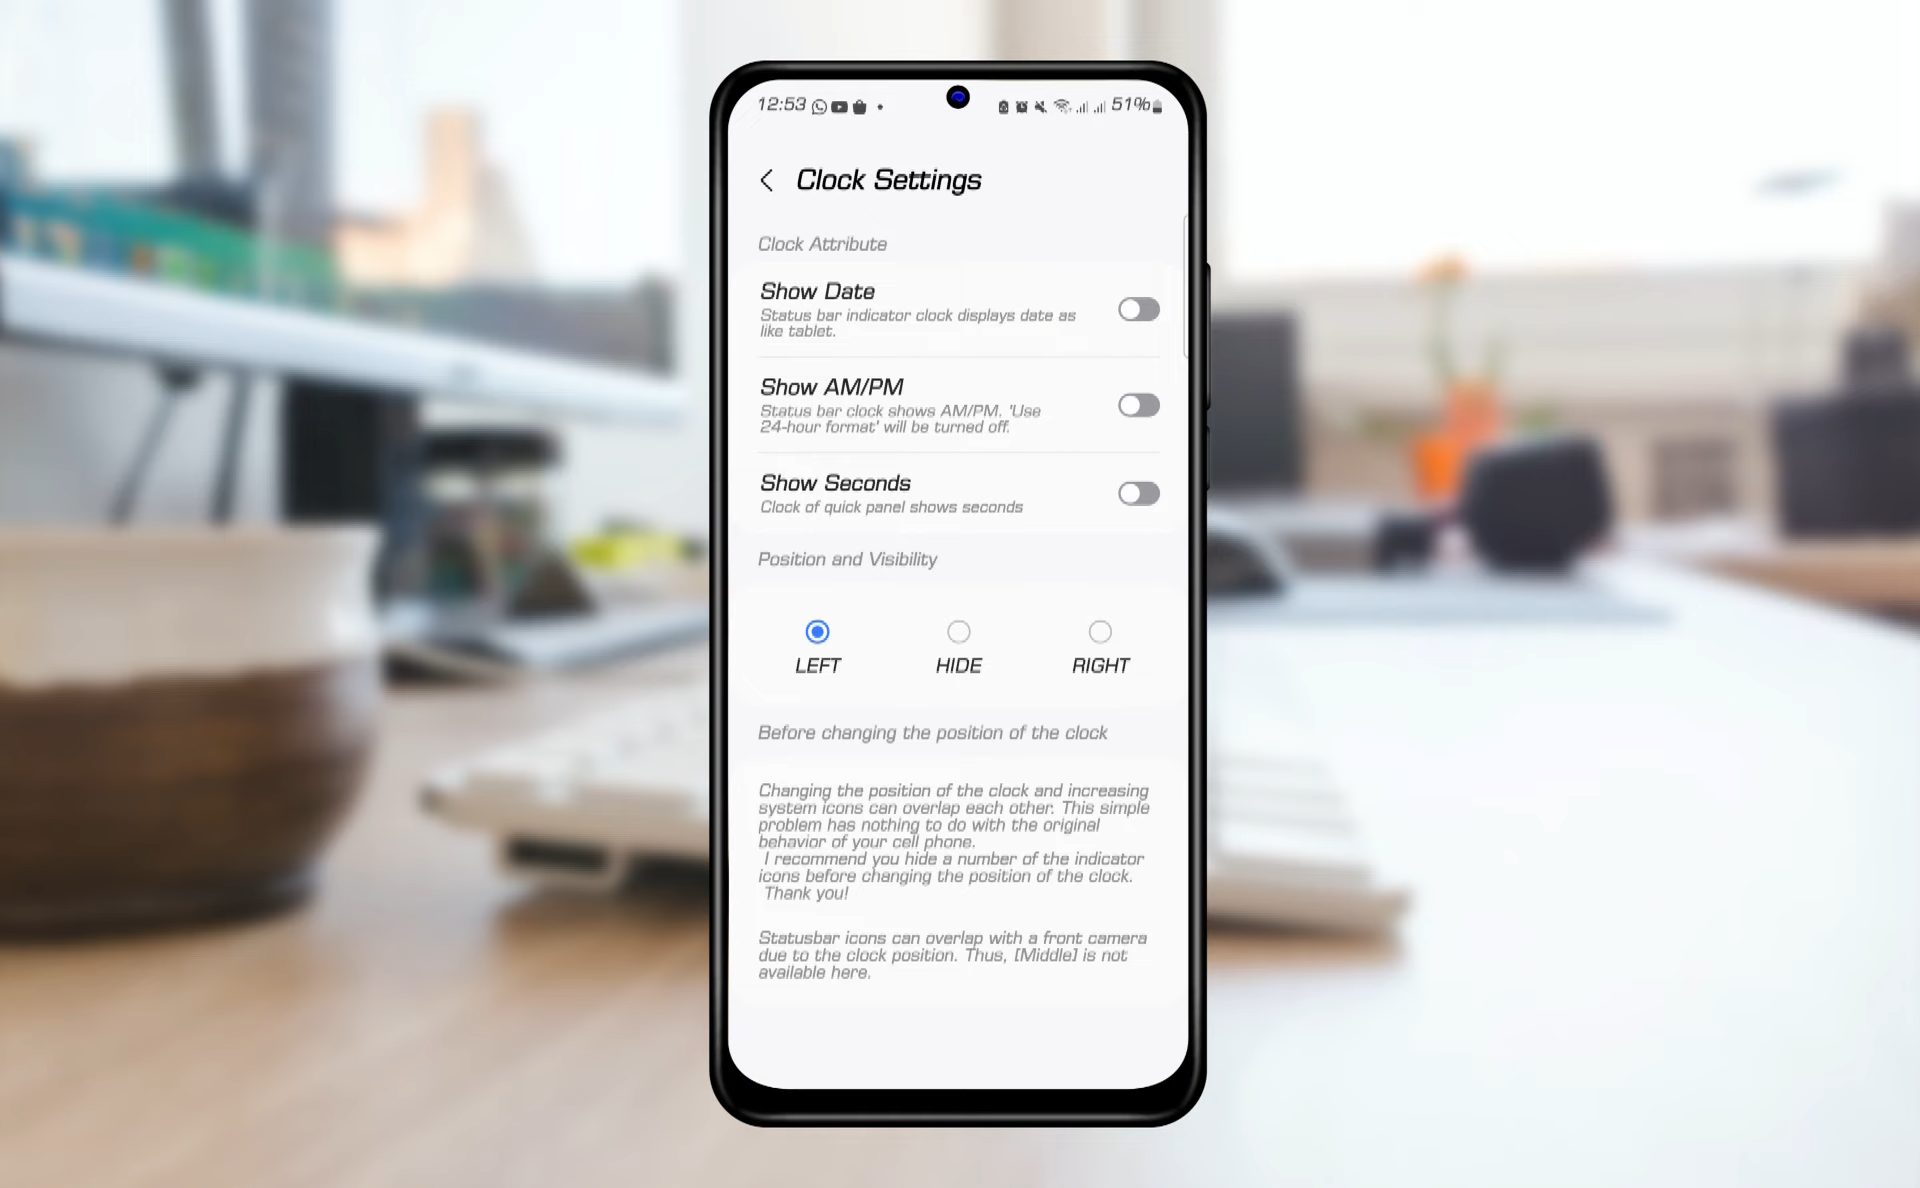 12:53 51%
Clock Settings
Clock Attribute
Show Date
Status bar indicator clock displays date as
like tablet.
Show AM/PM
Status bar clock shows AM/PM. 'Use
24-hour format' will be turned off.
Show Seconds
Clock of quick panel shows seconds
Position and Visibility
LEFT HIDE RIGHT
Before changing the position of the clock
Changing the position of the clock and increasing
system icons can overlap each other. This simple
problem has nothing to do with the original
behavior of your cell phone.
I recommend you hide a number of the indicator
icons before changing the position of the clock.
Thank you!
Statusbar icons can overlap with a front camera
due to the clock position. Thus, [Middle] is not
available here.